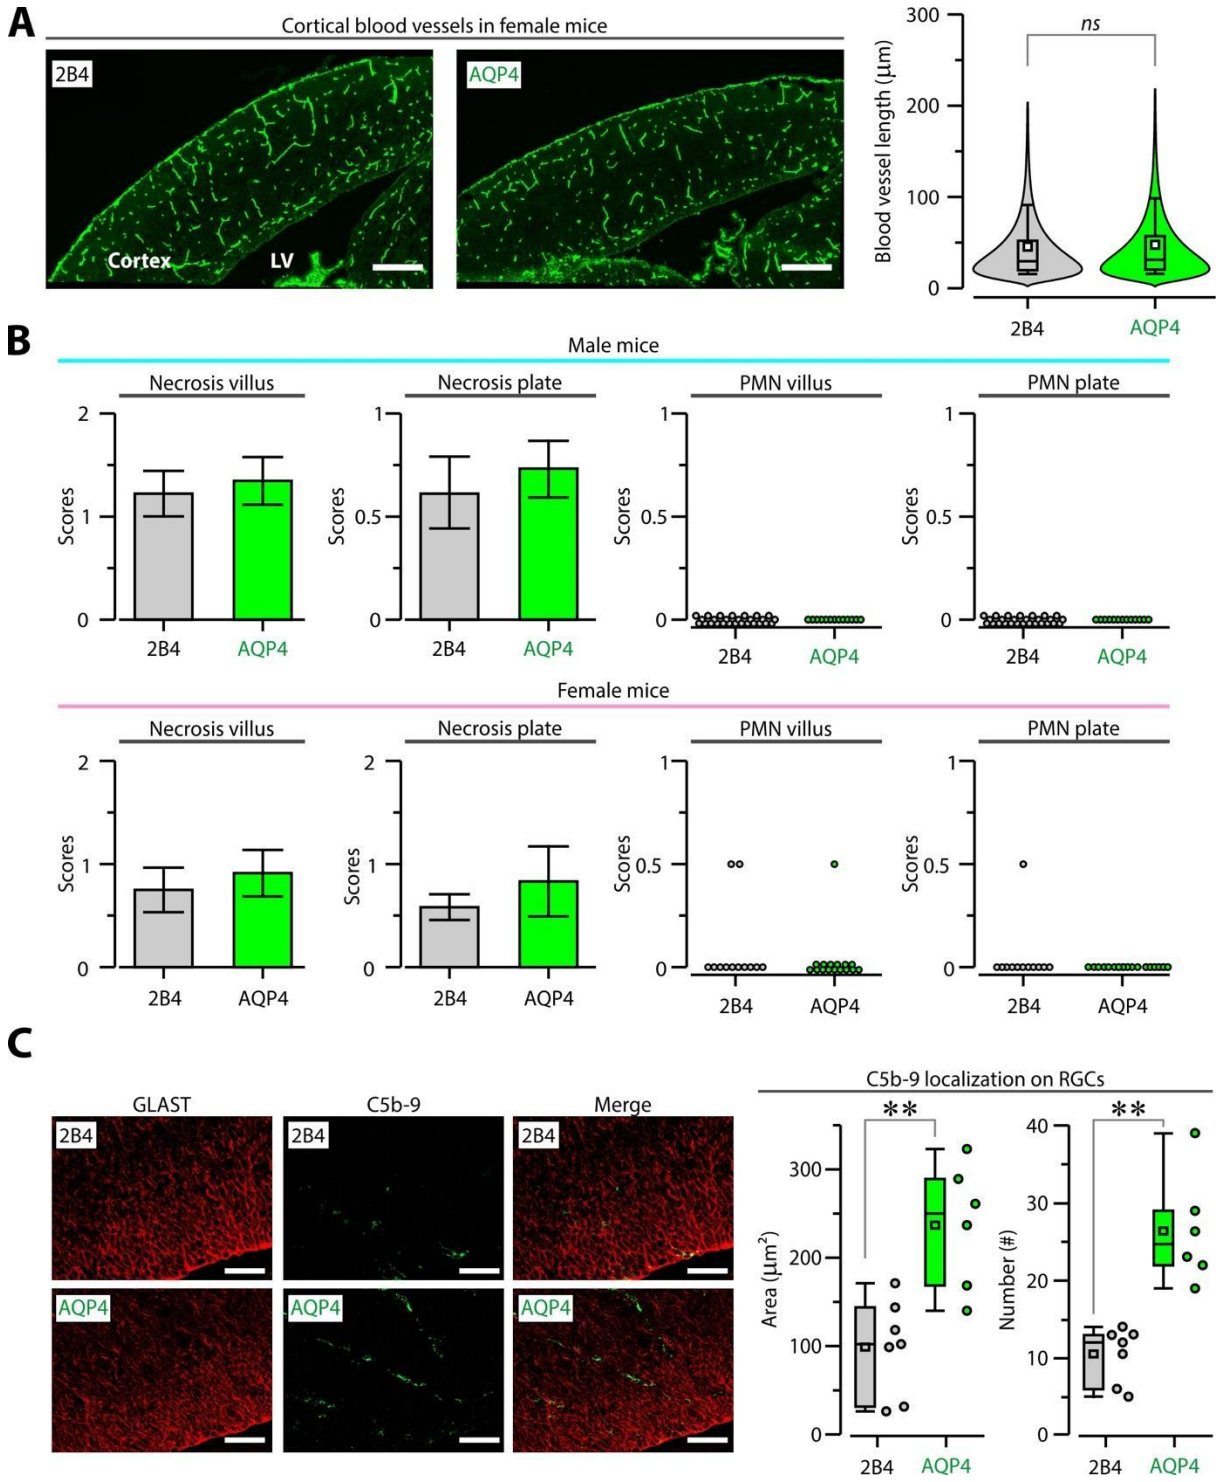 A
Cortical blood vessels in female mice
2B4
Cortex
LV
AQP4
Blood vessel length (µm)
300
200
100
0
ns
2B4
AQP4
B
Male mice
Necrosis villus
Scores
2
1
0
2B4
AQP4
Necrosis plate
Scores
1
0.5
0
2B4
AQP4
PMN villus
Scores
1
0.5
0
2B4
AQP4
PMN plate
Scores
1
0.5
0
2B4
AQP4
Female mice
Necrosis villus
Scores
2
1
0
2B4
AQP4
Necrosis plate
Scores
2
1
0
2B4
AQP4
PMN villus
Scores
1
0.5
0
2B4
AQP4
PMN plate
Scores
1
0.5
0
2B4
AQP4
C
GLAST
C5b-9
Merge
2B4
2B4
2B4
AQP4
AQP4
AQP4
C5b-9 localization on RGCs
Area (µm²)
300
200
100
0
**
2B4
AQP4
Number (#)
40
30
20
10
0
**
2B4
AQP4